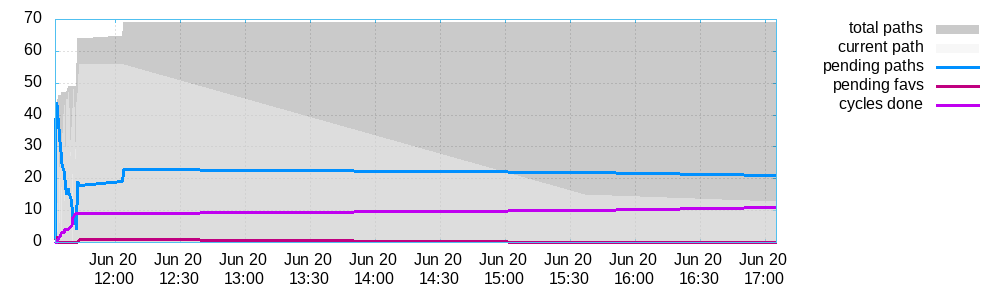 70
60
50
40
30
20
10
0
Jun 20 Jun 20 Jun 20 Jun 20 Jun 20 Jun 20 Jun 20 Jun 20 Jun 20 Jun 20 Jun 20
12:00 12:30 13:00 13:30 14:00 14:30 15:00 15:30 16:00 16:30 17:00
total paths
current path
pending paths
pending favs
cycles done